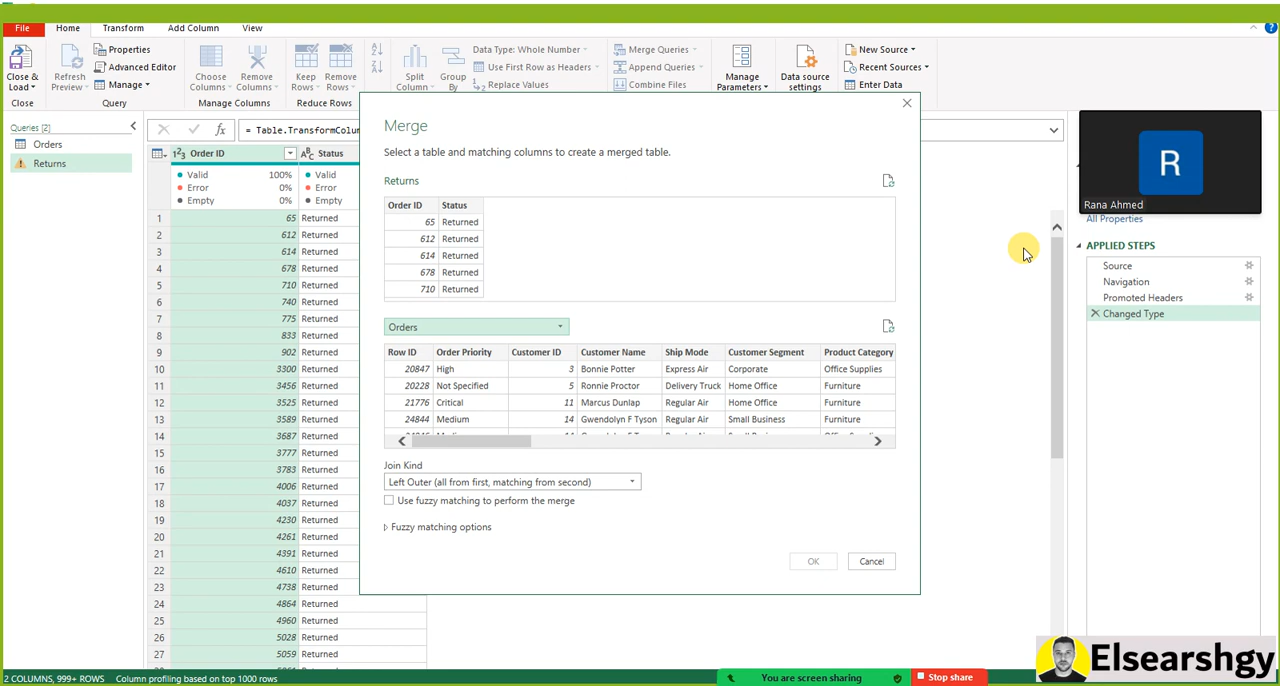 File Home Transform Add Column View
Properties
Advanced Editor
Manage
Close & Load
Refresh Preview
Choose Columns
Remove Columns
Keep Rows
Remove Rows
Split Column
Group By
Data Type: Whole Number
Use First Row as Headers
Replace Values
Merge Queries
Append Queries
Combine Files
Manage Parameters
Data source settings
New Source
Recent Sources
Enter Data
Close
Query
Manage Columns
Reduce Rows
Queries [2]
Orders
Returns
fx = Table.TransformColum
1²3 Order ID ABC Status
Valid 100% Valid
Error 0% Error
Empty 0% Empty
1 65 Returned
2 612 Returned
3 614 Returned
4 678 Returned
5 710 Returned
6 740 Returned
7 775 Returned
8 833 Returned
9 902 Returned
10 3300 Returned
11 3456 Returned
12 3525 Returned
13 3589 Returned
14 3687 Returned
15 3777 Returned
16 3783 Returned
17 4006 Returned
18 4037 Returned
19 4230 Returned
20 4261 Returned
21 4391 Returned
22 4610 Returned
23 4738 Returned
24 4864 Returned
25 4960 Returned
26 5028 Returned
27 5059 Returned
Merge
Select a table and matching columns to create a merged table.
Returns
Order ID Status
65 Returned
612 Returned
614 Returned
678 Returned
710 Returned
Orders
Row ID Order Priority Customer ID Customer Name Ship Mode Customer Segment Product Category
20847 High 3 Bonnie Potter Express Air Corporate Office Supplies
20228 Not Specified 5 Ronnie Proctor Delivery Truck Home Office Furniture
21776 Critical 11 Marcus Dunlap Regular Air Home Office Furniture
24844 Medium 14 Gwendolyn F Tyson Regular Air Small Business Furniture
Join Kind
Left Outer (all from first, matching from second)
Use fuzzy matching to perform the merge
Fuzzy matching options
OK Cancel
R
Rana Ahmed
All Properties
APPLIED STEPS
Source
Navigation
Promoted Headers
Changed Type
Elsearshgy
2 COLUMNS, 999+ ROWS Column profiling based on top 1000 rows
You are screen sharing Stop share